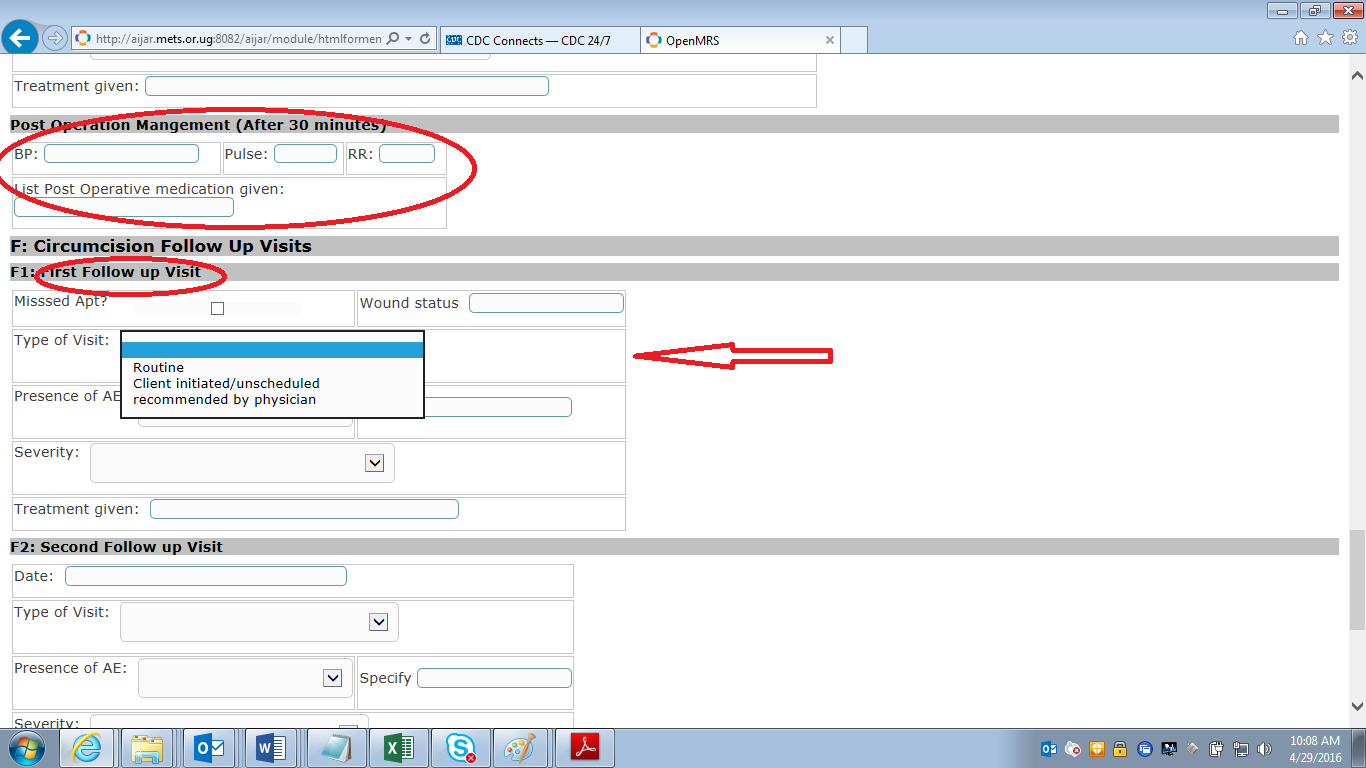 http://aijar.mets.or.ug:8082/aijar/module/htmlformen
CDC
CDC Connects — CDC 24/7
OpenMRS
Treatment given:
Post Operation Mangement (After 30 minutes)
BP: Pulse: RR:
List Post Operative medication given:
F: Circumcision Follow Up Visits
F1: First Follow up Visit
Misssed Apt? Wound status
Type of Visit:
Routine
Client initiated/unscheduled
recommended by physician
Presence of AE
Severity:
Treatment given:
F2: Second Follow up Visit
Date:
Type of Visit:
Presence of AE: Specify
Severity:
10:08 AM
4/29/2016